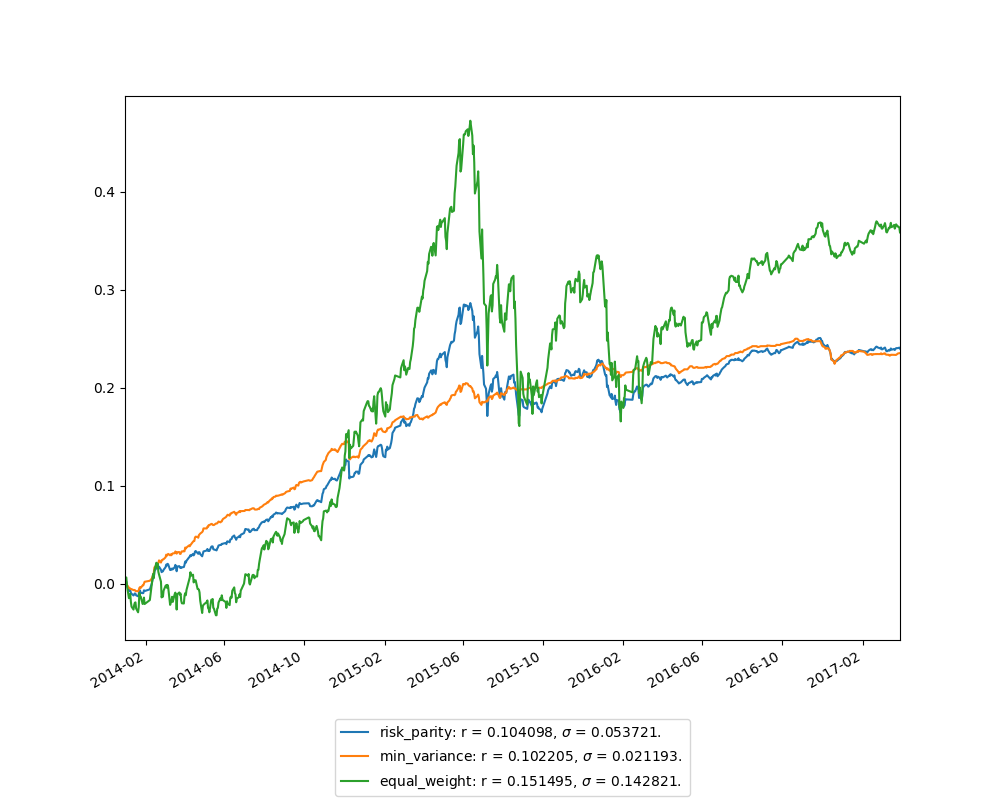 0.4
0.3
0.2
0.1
0.0
2014-02 2014-06 2014-10 2015-02 2015-06 2015-10 2016-02 2016-06 2016-10 2017-02
risk_parity: r = 0.104098, σ = 0.053721.
min_variance: r = 0.102205, σ = 0.021193.
equal_weight: r = 0.151495, σ = 0.142821.